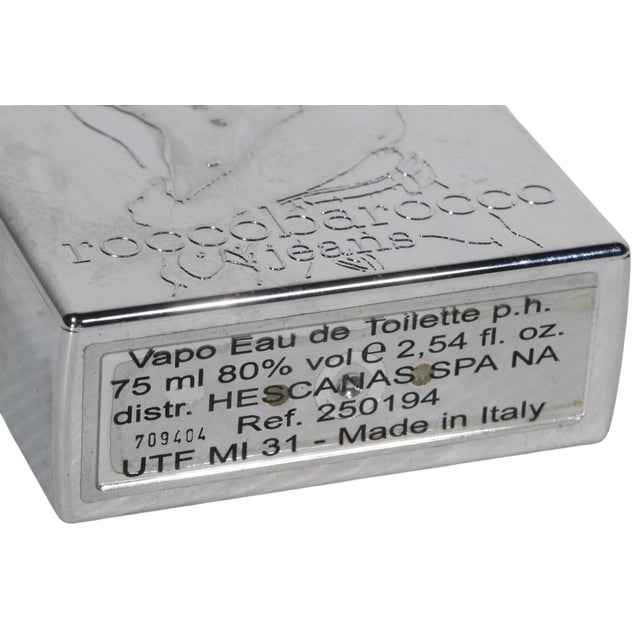 roccobarocco
jeans
Vapo Eau de Toilette p.h.
75 ml 80% vol ℮ 2,54 fl. oz.
distr. HESCANAS SPA NA
Ref. 250194
709404
UTF MI 31 - Made in Italy